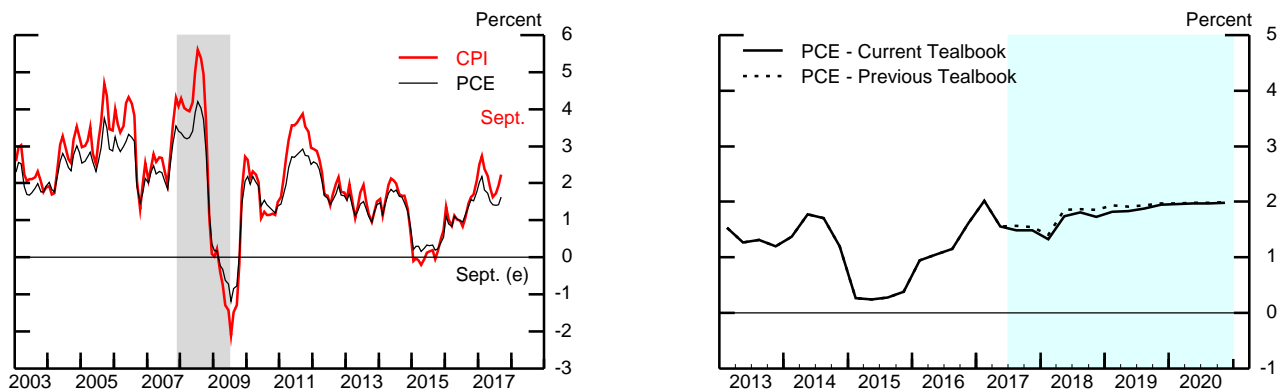 Percent
6
5
4
3
2
1
0
-1
-2
-3
CPI
PCE
Sept.
Sept. (e)
2003 2005 2007 2009 2011 2013 2015 2017
Percent
5
4
3
2
1
0
-1
PCE - Current Tealbook
PCE - Previous Tealbook
2013 2014 2015 2016 2017 2018 2019 2020